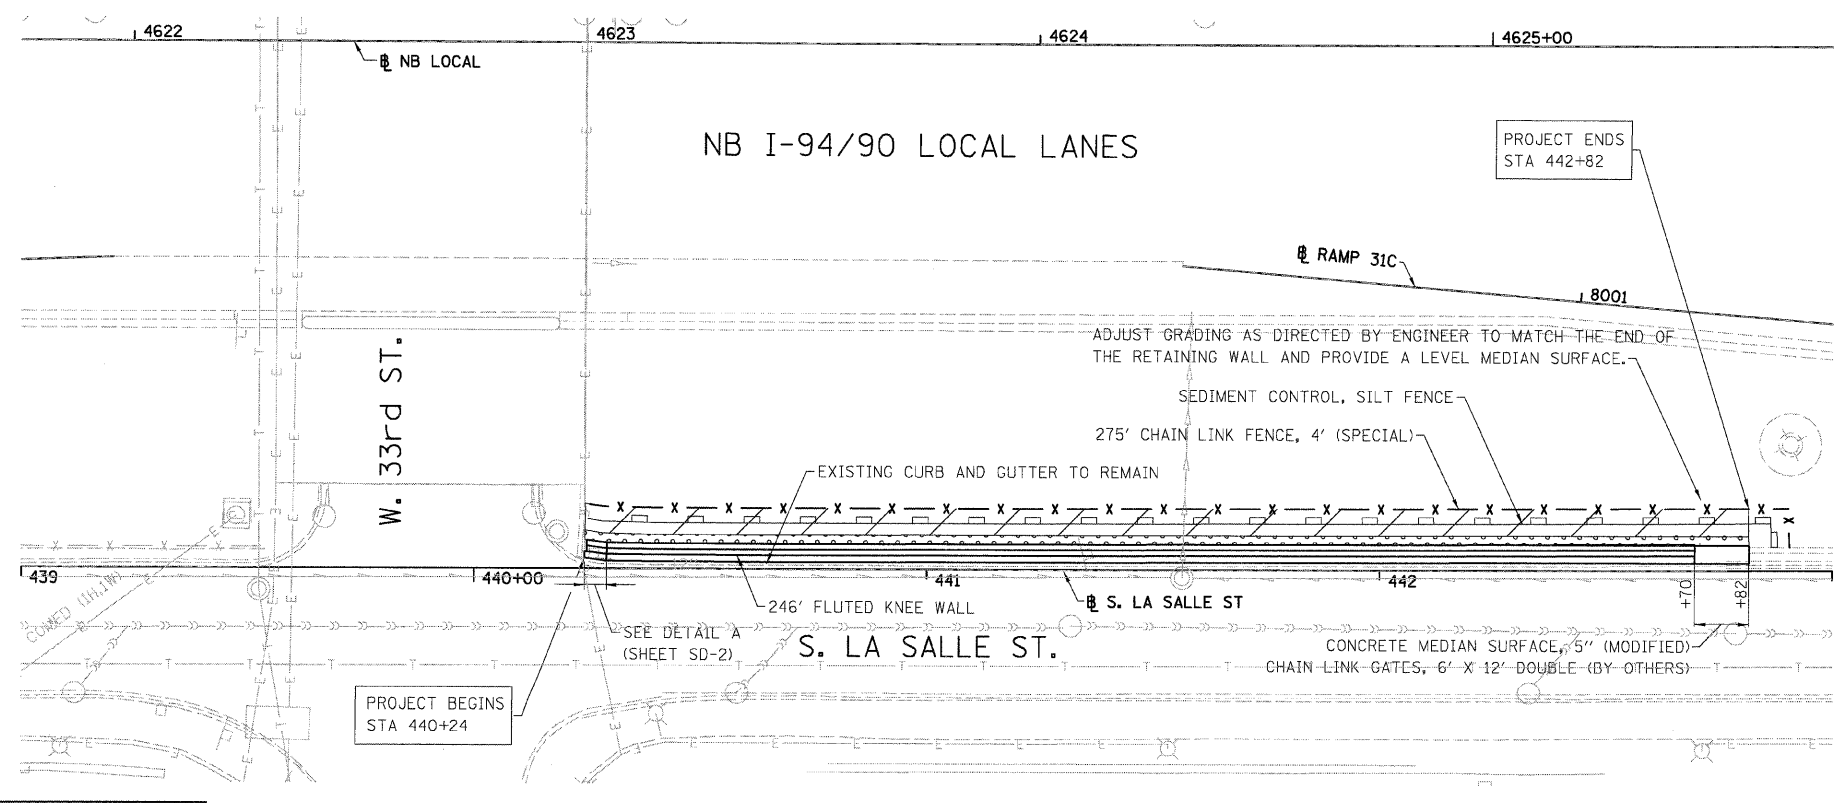 4622
4623
4624
4625+00
℄ NB LOCAL
NB I-94/90 LOCAL LANES
PROJECT ENDS
STA 442+82
℄ RAMP 31C
8001
ADJUST GRADING AS DIRECTED BY ENGINEER TO MATCH THE END OF
THE RETAINING WALL AND PROVIDE A LEVEL MEDIAN SURFACE.
SEDIMENT CONTROL, SILT FENCE
275' CHAIN LINK FENCE, 4' (SPECIAL)
EXISTING CURB AND GUTTER TO REMAIN
W. 33rd ST.
439
440+00
441
442
+70
+82
COMED (1H,1W)
246' FLUTED KNEE WALL
℄ S. LA SALLE ST
SEE DETAIL A
(SHEET SD-2)
S. LA SALLE ST.
CONCRETE MEDIAN SURFACE, 5" (MODIFIED)
CHAIN LINK GATES, 6' X 12' DOUBLE (BY OTHERS)
PROJECT BEGINS
STA 440+24